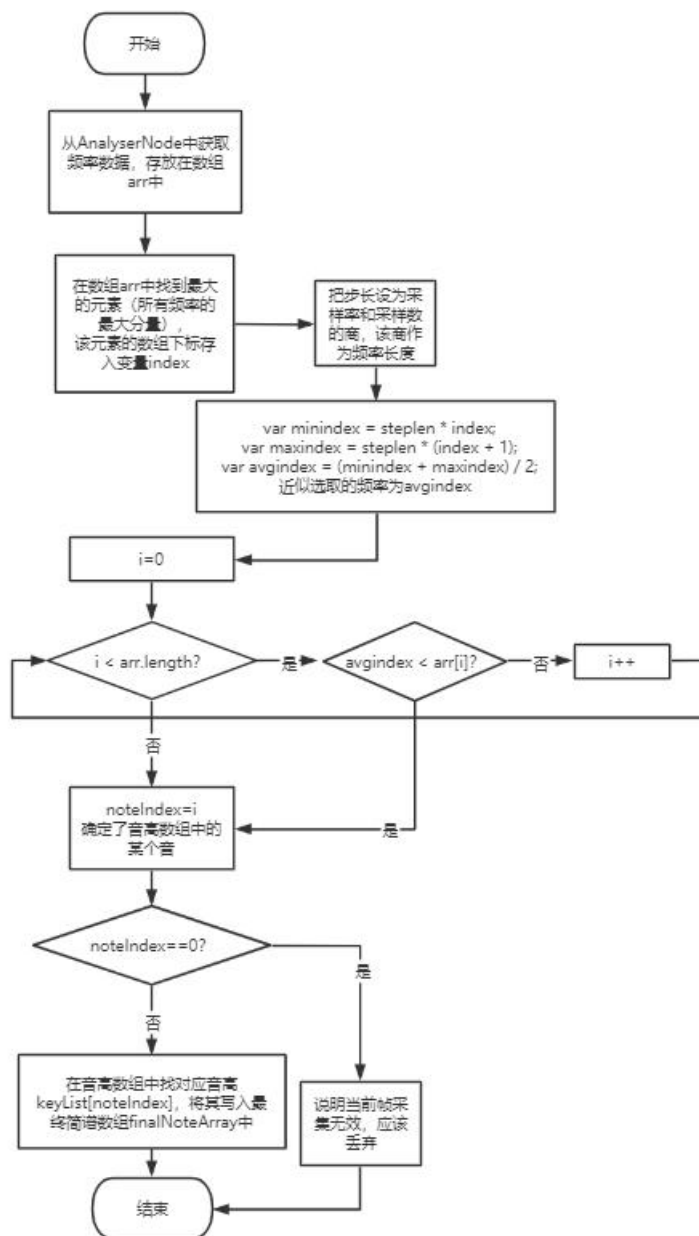 开始
从AnalyserNode中获取
频率数据，存放在数组
arr中
在数组arr中找到最大
的元素（所有频率的
最大分量），
该元素的数组下标存
入变量index
把步长设为采
样率和采样数
的商，该商作
为频率长度
var minindex = steplen * index;
var maxindex = steplen * (index + 1);
var avgindex = (minindex + maxindex) / 2;
近似选取的频率为avgindex
i=0
i < arr.length?
是
avgindex < arr[i]?
否
i++
否
noteIndex=i
确定了音高数组中的
某个音
是
noteIndex==0?
是
否
在音高数组中找对应音高
keyList[noteIndex]，将其写入最
终简谱数组finalNoteArray中
说明当前帧采
集无效，应该
丢弃
结束